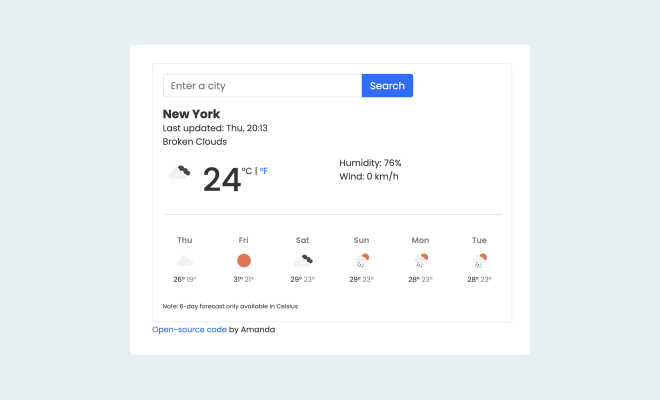 Enter a city
Search
New York
Last updated: Thu, 20:13
Broken Clouds
24 °C | °F
Humidity: 76%
Wind: 0 km/h
Thu Fri Sat Sun Mon Tue
26° 19° 31° 21° 29° 23° 29° 23° 28° 23° 28° 23°
Note: 6-day forecast only available in Celsius
Open-source code by Amanda